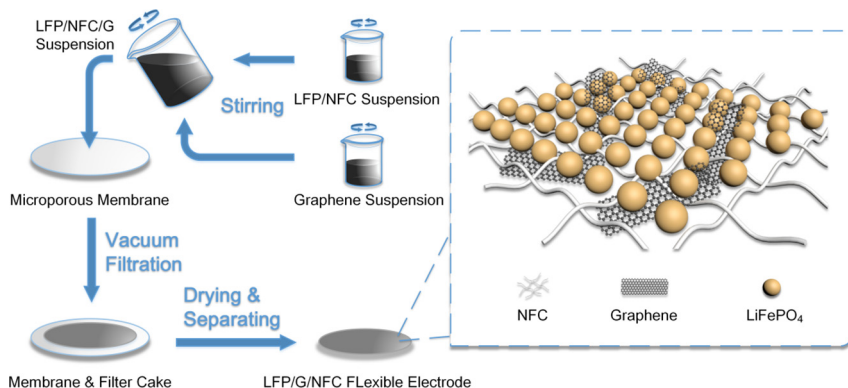 LFP/NFC/G
Suspension
Stirring
LFP/NFC Suspension
Microporous Membrane
Graphene Suspension
Vacuum
Filtration
Drying &
Separating
Membrane & Filter Cake
LFP/G/NFC FLexible Electrode
NFC
Graphene
LiFePO₄